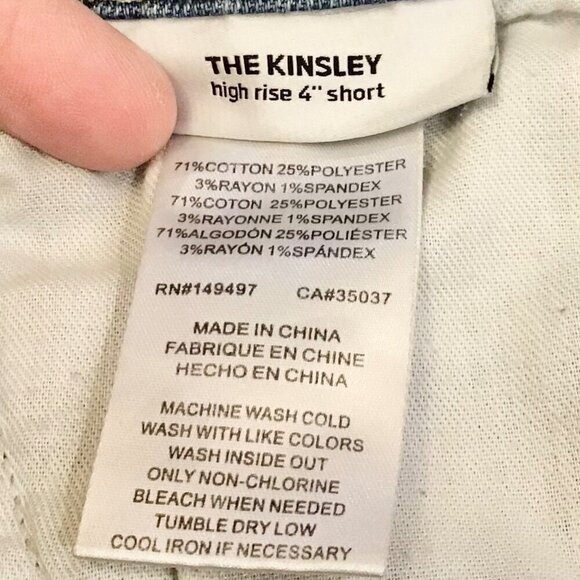 THE KINSLEY
high rise 4" short
71%COTTON 25%POLYESTER
3%RAYON 1%SPANDEX
71%COTON 25%POLYESTER
3%RAYONNE 1%SPANDEX
71%ALGODÓN 25%POLIÉSTER
3%RAYÓN 1%SPÁNDEX
RN#149497 CA#35037
MADE IN CHINA
FABRIQUE EN CHINE
HECHO EN CHINA
MACHINE WASH COLD
WASH WITH LIKE COLORS
WASH INSIDE OUT
ONLY NON-CHLORINE
BLEACH WHEN NEEDED
TUMBLE DRY LOW
COOL IRON IF NECESSARY